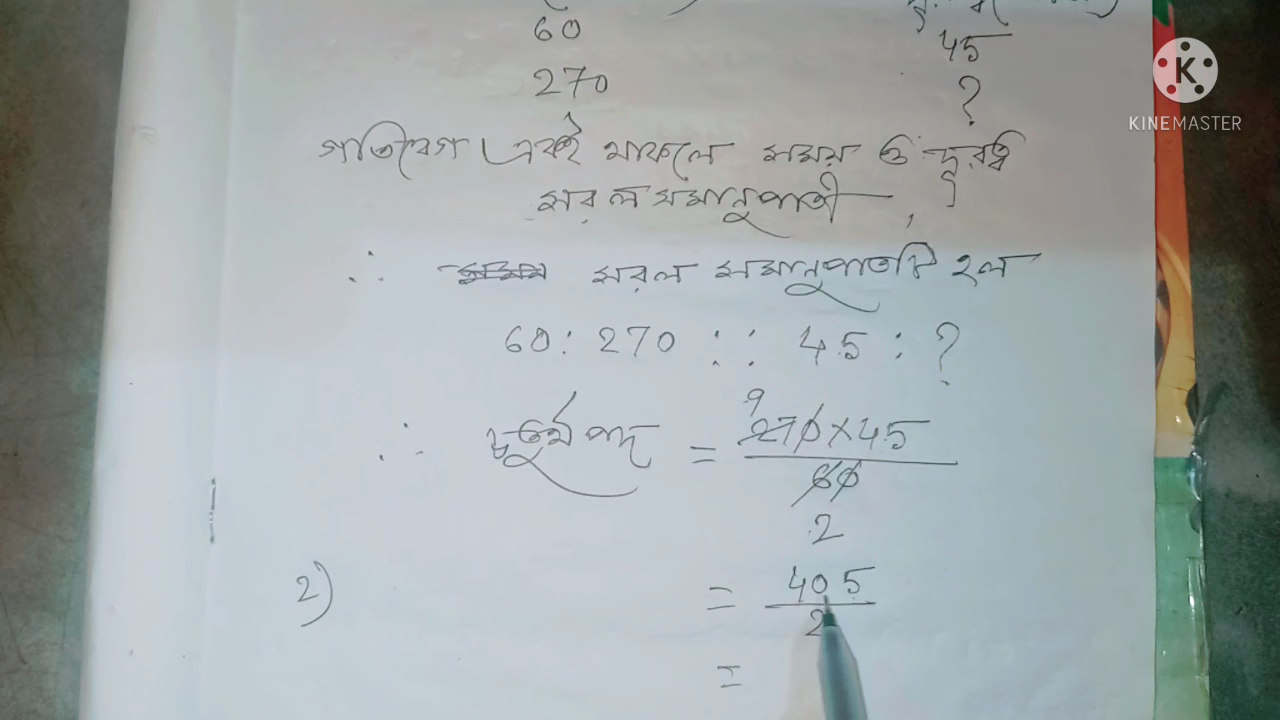 60 45
270 ?
KINEMASTER
গতিবেগ একই থাকলে সময় ও দূরত্ব
সরল সমানুপাতী,
∴ সরল সমানুপাতটি হল
60 : 270 :: 45 : ?
9
∴ চতুর্থ পদ = 270 × 45 / 60
2
2) = 405 / 2
=